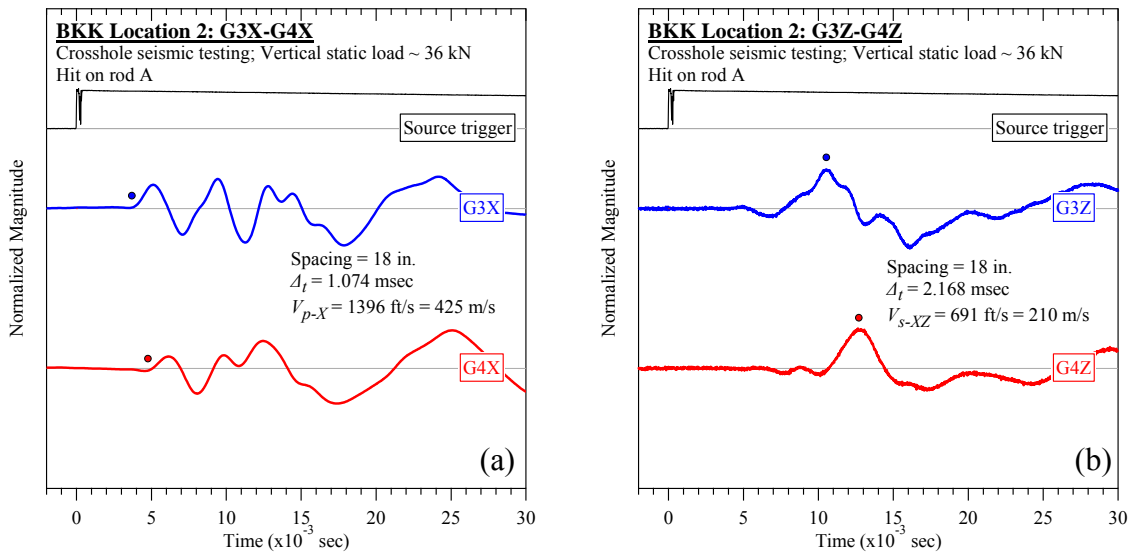 BKK Location 2: G3X-G4X
Crosshole seismic testing; Vertical static load ~ 36 kN
Hit on rod A
Source trigger
G3X
Spacing = 18 in.
Δt = 1.074 msec
Vp-X = 1396 ft/s = 425 m/s
G4X
(a)
Normalized Magnitude
0 5 10 15 20 25 30
Time (x10-3 sec)
BKK Location 2: G3Z-G4Z
Crosshole seismic testing; Vertical static load ~ 36 kN
Hit on rod A
Source trigger
G3Z
Spacing = 18 in.
Δt = 2.168 msec
Vs-XZ = 691 ft/s = 210 m/s
G4Z
(b)
Normalized Magnitude
0 5 10 15 20 25 30
Time (x10-3 sec)